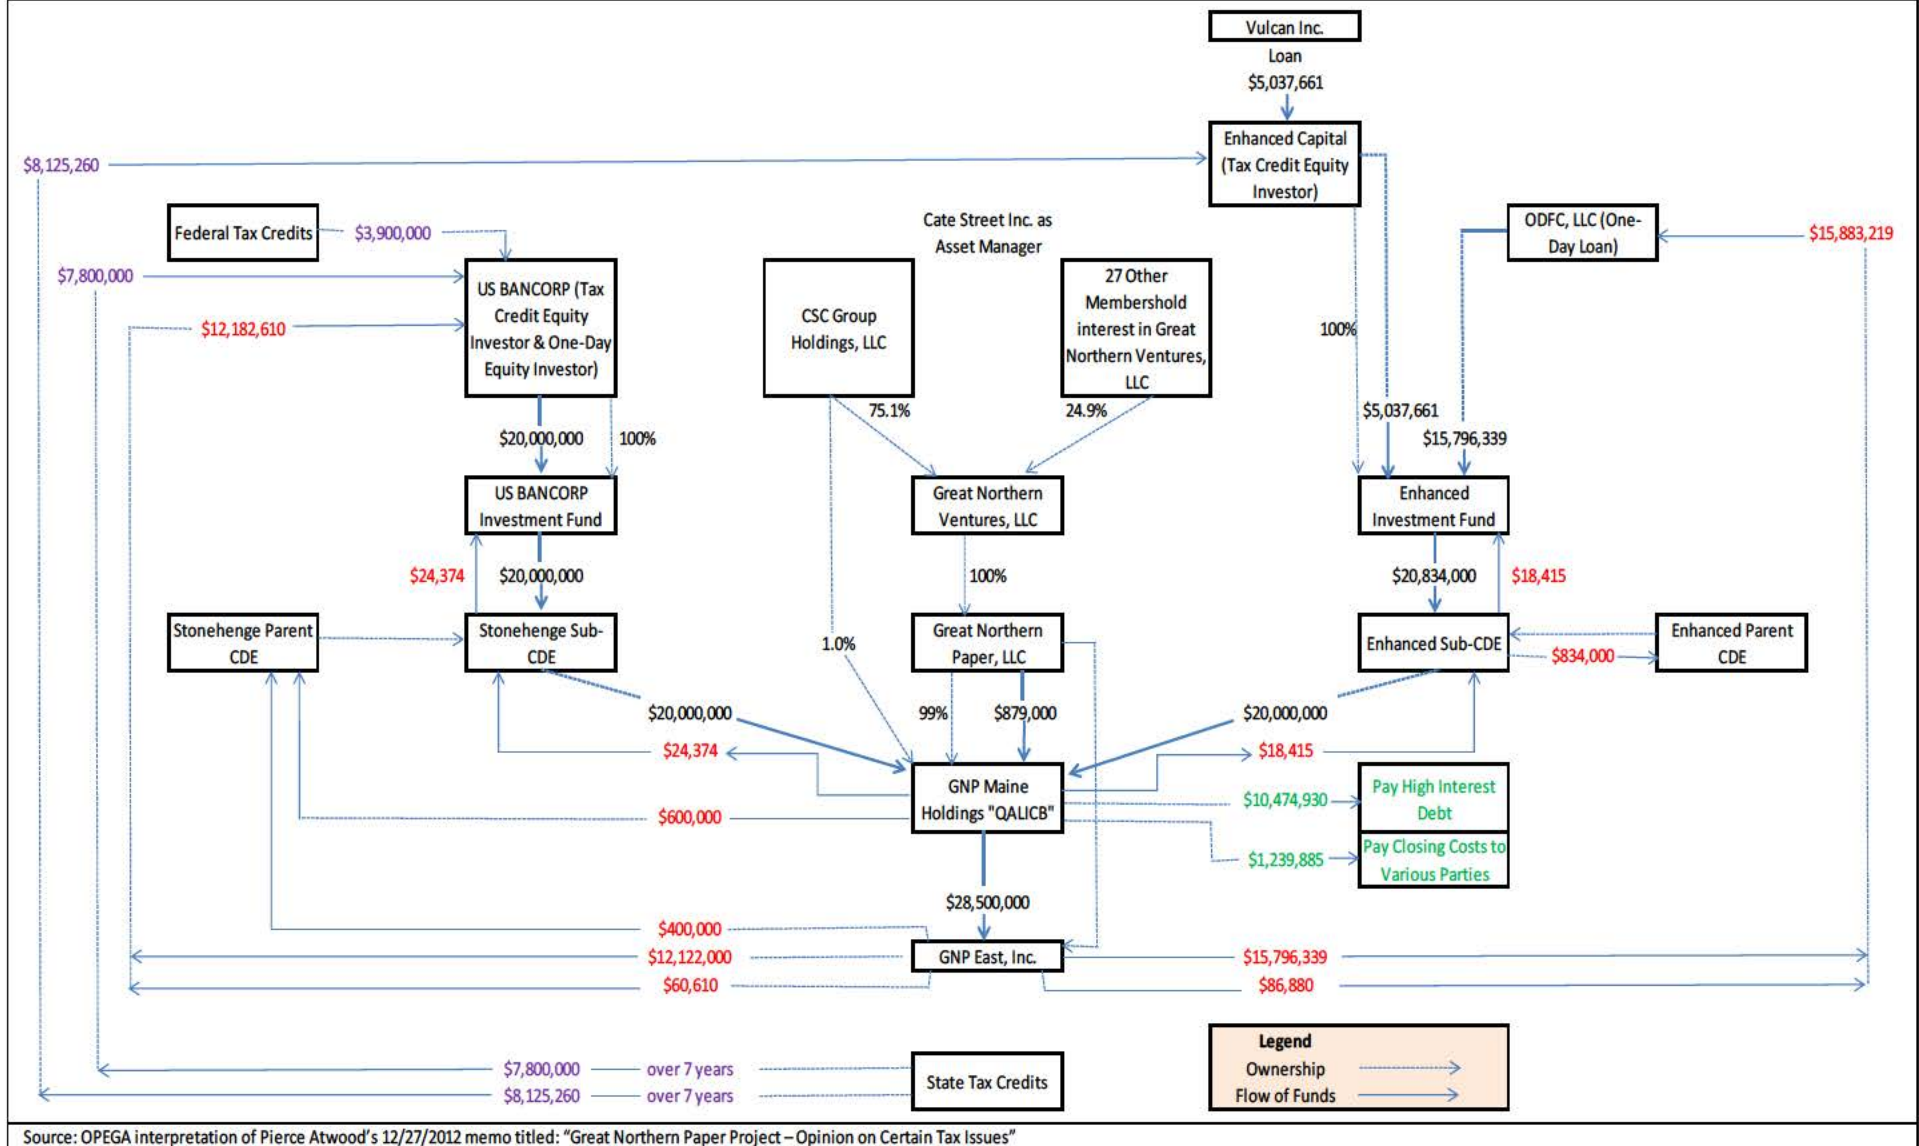 Vulcan Inc.
Loan
$5,037,661
Enhanced Capital
(Tax Credit Equity
Investor)
$8,125,260
Federal Tax Credits
$3,900,000
$7,800,000
$12,182,610
US BANCORP (Tax
Credit Equity
Investor & One-Day
Equity Investor)
Cate Street Inc. as
Asset Manager
CSC Group
Holdings, LLC
27 Other
Membershold
interest in Great
Northern Ventures,
LLC
ODFC, LLC (One-
Day Loan)
$15,883,219
100%
75.1%
24.9%
$5,037,661
$15,796,339
$20,000,000
100%
US BANCORP
Investment Fund
Great Northern
Ventures, LLC
Enhanced
Investment Fund
$24,374
$20,000,000
100%
$20,834,000
$18,415
Stonehenge Parent
CDE
Stonehenge Sub-
CDE
1.0%
Great Northern
Paper, LLC
Enhanced Sub-CDE
$834,000
Enhanced Parent
CDE
$20,000,000
99%
$879,000
$20,000,000
$24,374
$18,415
GNP Maine
Holdings "QALICB"
$10,474,930
Pay High Interest
Debt
$600,000
$1,239,885
Pay Closing Costs to
Various Parties
$28,500,000
$400,000
$12,122,000
GNP East, Inc.
$15,796,339
$60,610
$86,880
$7,800,000
over 7 years
$8,125,260
over 7 years
State Tax Credits
Legend
Ownership
Flow of Funds
Source: OPEGA interpretation of Pierce Atwood's 12/27/2012 memo titled: "Great Northern Paper Project – Opinion on Certain Tax Issues"